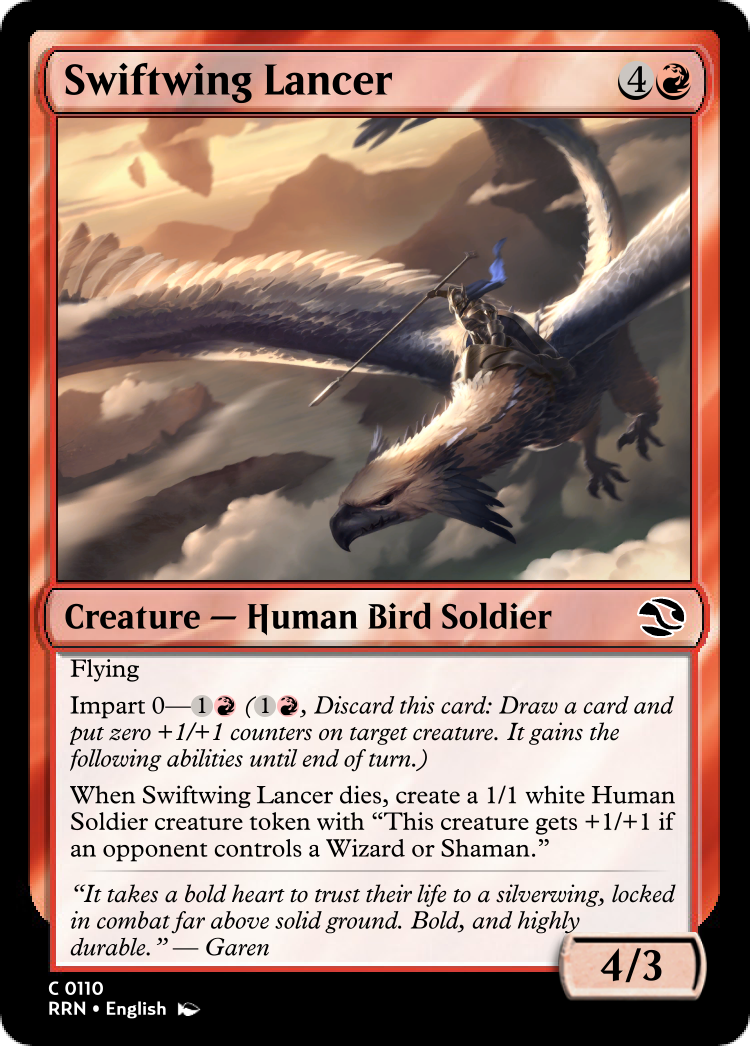 Swiftwing Lancer 4
Creature — Human Bird Soldier
Flying
Impart 0—1 (1, Discard this card: Draw a card and
put zero +1/+1 counters on target creature. It gains the
following abilities until end of turn.)
When Swiftwing Lancer dies, create a 1/1 white Human
Soldier creature token with “This creature gets +1/+1 if
an opponent controls a Wizard or Shaman.”
“It takes a bold heart to trust their life to a silverwing, locked
in combat far above solid ground. Bold, and highly
durable.” — Garen
4/3
C 0110
RRN • English